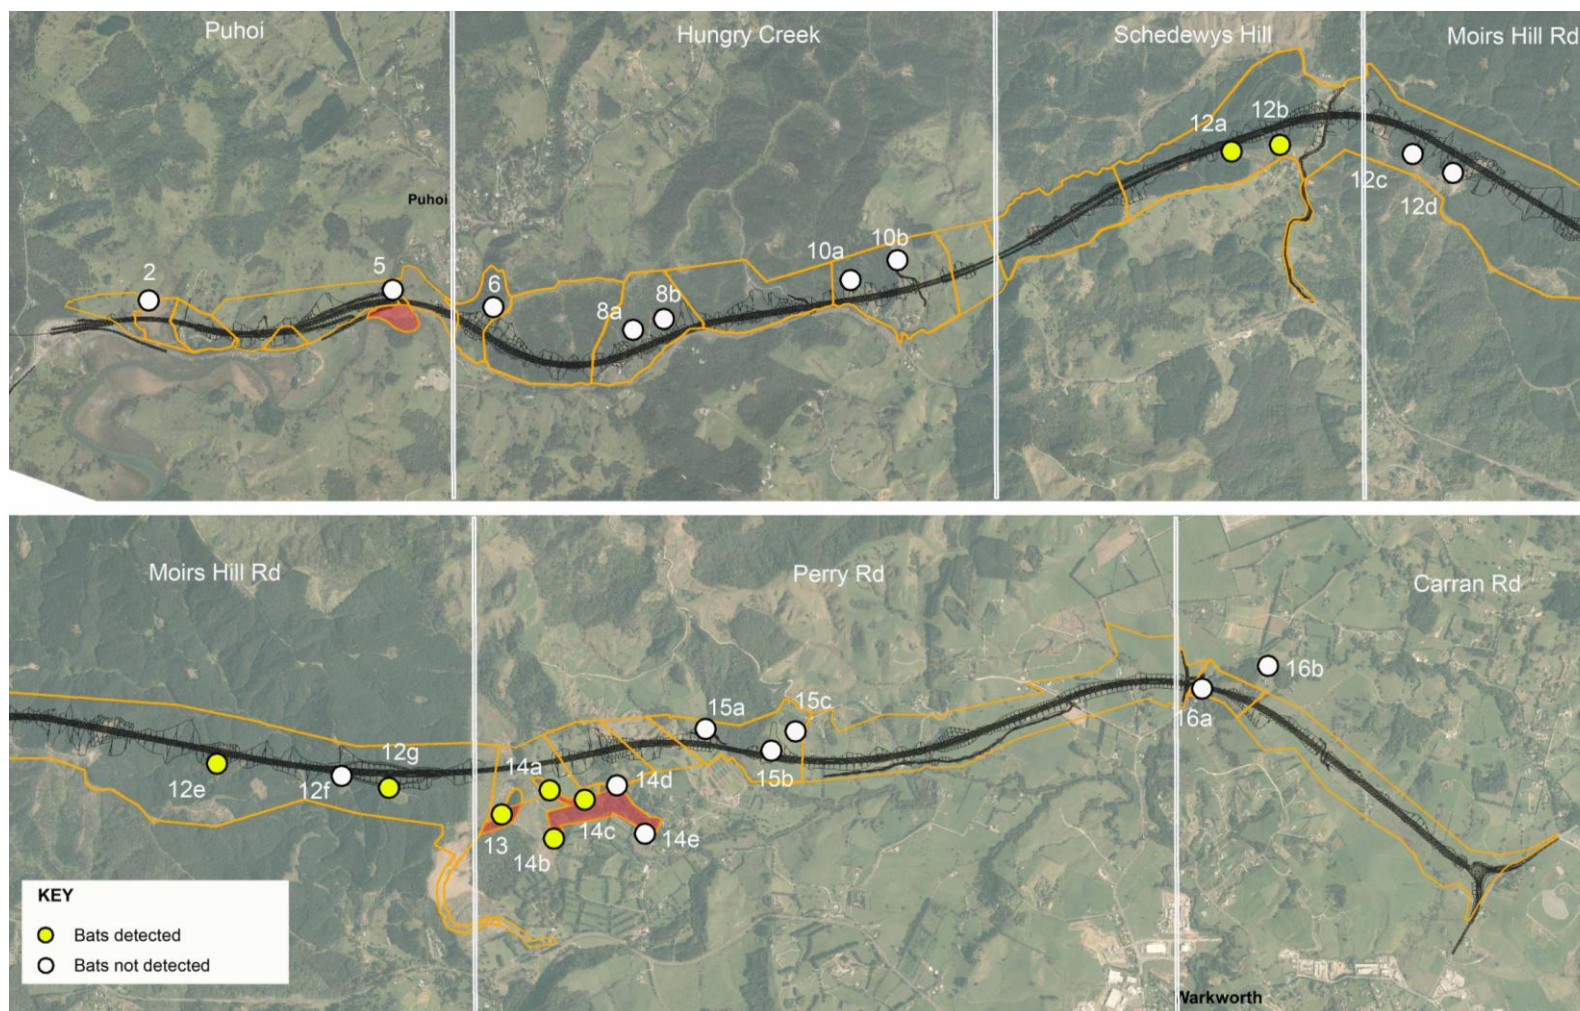 Puhoi
Hungry Creek
Schedewys Hill
Moirs Hill Rd
12a
12b
12c
12d
Puhoi
2
5
6
8a
8b
10a
10b
Moirs Hill Rd
Perry Rd
Carran Rd
12e
12f
12g
13
14a
14b
14c
14d
14e
15a
15b
15c
16a
16b
KEY
Bats detected
Bats not detected
Warkworth